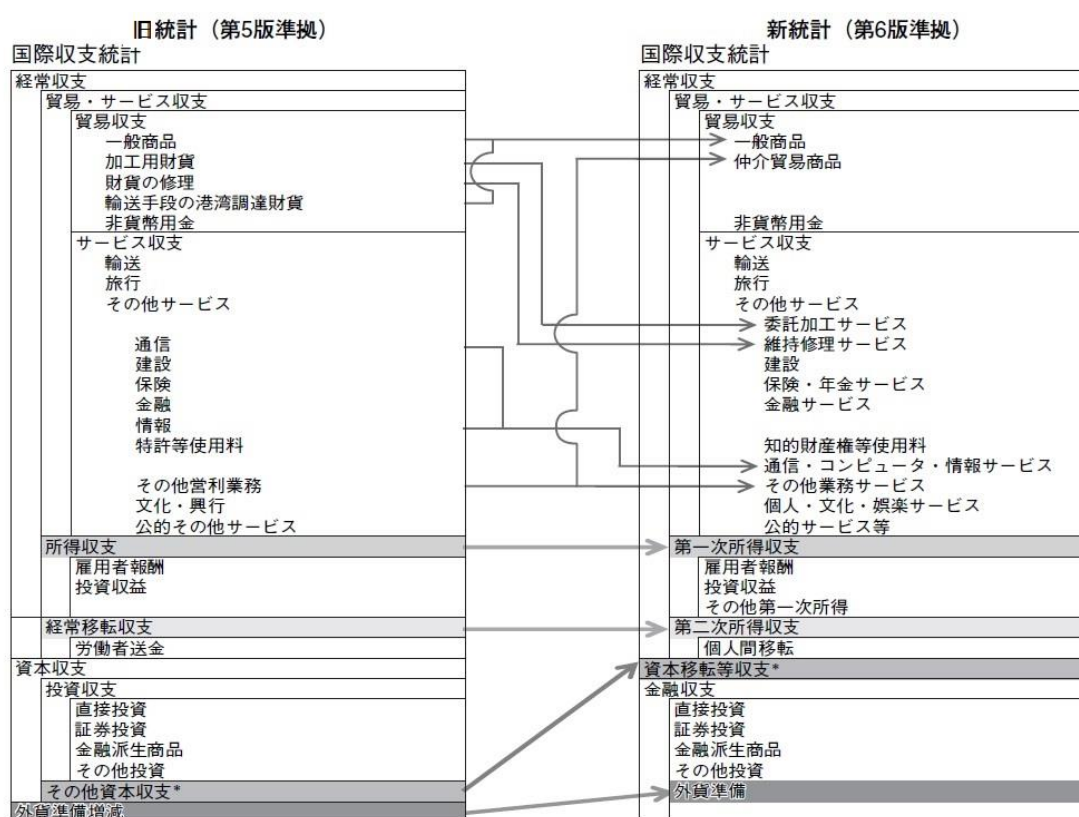 旧統計（第5版準拠）
国際収支統計
経常収支
貿易・サービス収支
貿易収支
一般商品
加工用財貨
財貨の修理
輸送手段の港湾調達財貨
非貨幣用金
サービス収支
輸送
旅行
その他サービス
通信
建設
保険
金融
情報
特許等使用料
その他営利業務
文化・興行
公的その他サービス
所得収支
雇用者報酬
投資収益
経常移転収支
労働者送金
資本収支
投資収支
直接投資
証券投資
金融派生商品
その他投資
その他資本収支*
外貨準備増減
新統計（第6版準拠）
国際収支統計
経常収支
貿易・サービス収支
貿易収支
一般商品
仲介貿易商品
非貨幣用金
サービス収支
輸送
旅行
その他サービス
委託加工サービス
維持修理サービス
建設
保険・年金サービス
金融サービス
知的財産権等使用料
通信・コンピュータ・情報サービス
その他業務サービス
個人・文化・娯楽サービス
公的サービス等
第一次所得収支
雇用者報酬
投資収益
その他第一次所得
第二次所得収支
個人間移転
資本移転等収支*
金融収支
直接投資
証券投資
金融派生商品
その他投資
外貨準備